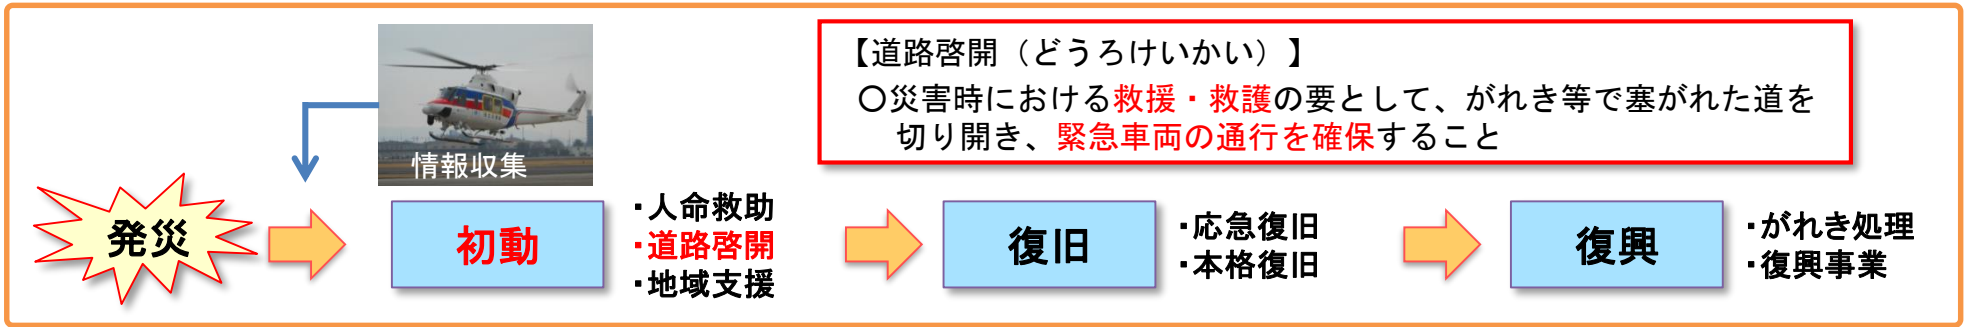 【道路啓開（どうろけいかい）】
〇災害時における救援・救護の要として、がれき等で塞がれた道を
切り開き、緊急車両の通行を確保すること
情報収集
発災
初動
・人命救助
・道路啓開
・地域支援
復旧
・応急復旧
・本格復旧
復興
・がれき処理
・復興事業